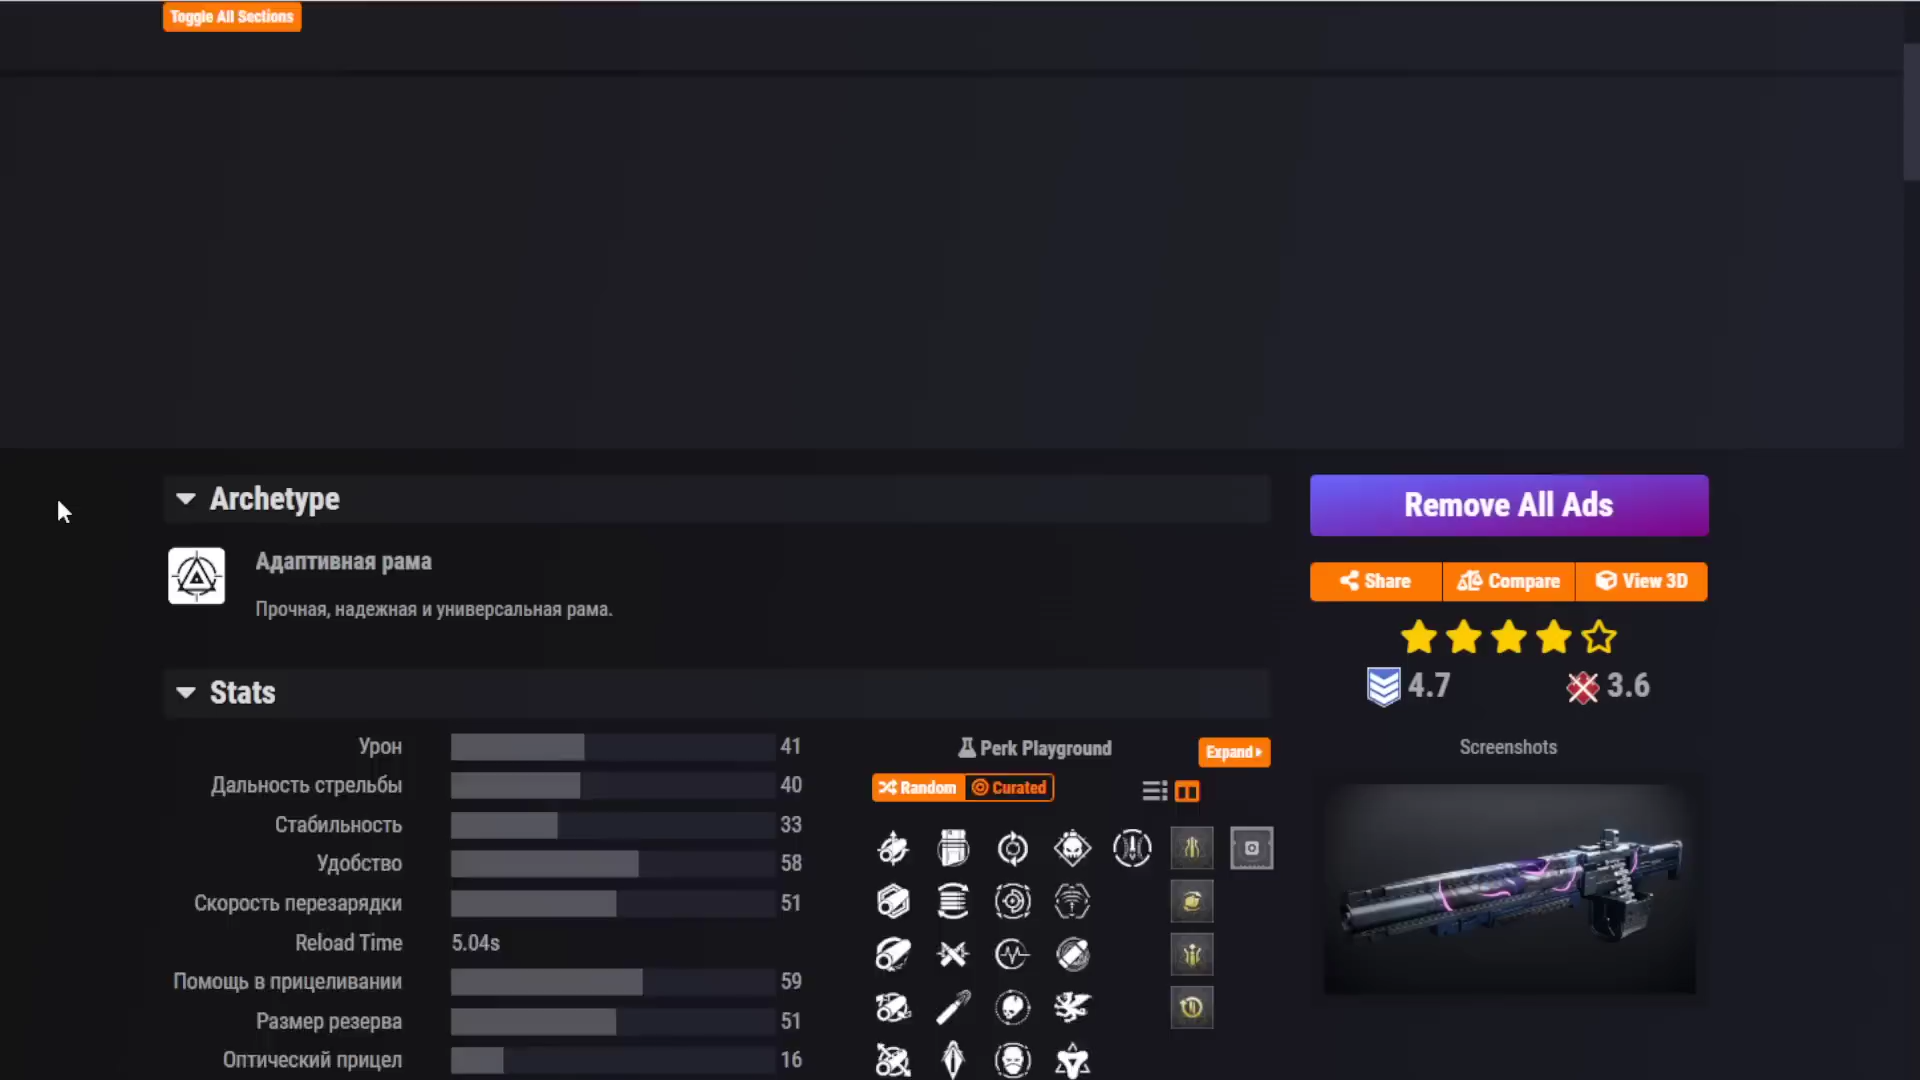 Toggle All Sections
Archetype
Адаптивная рама
Прочная, надежная и универсальная рама.
Stats
Урон 41
Дальность стрельбы 40
Стабильность 33
Удобство 58
Скорость перезарядки 51
Reload Time 5.04s
Помощь в прицеливании 59
Размер резерва 51
Оптический прицел 16
Perk Playground
Expand
Random Curated
Remove All Ads
Share Compare View 3D
4.7 3.6
Screenshots